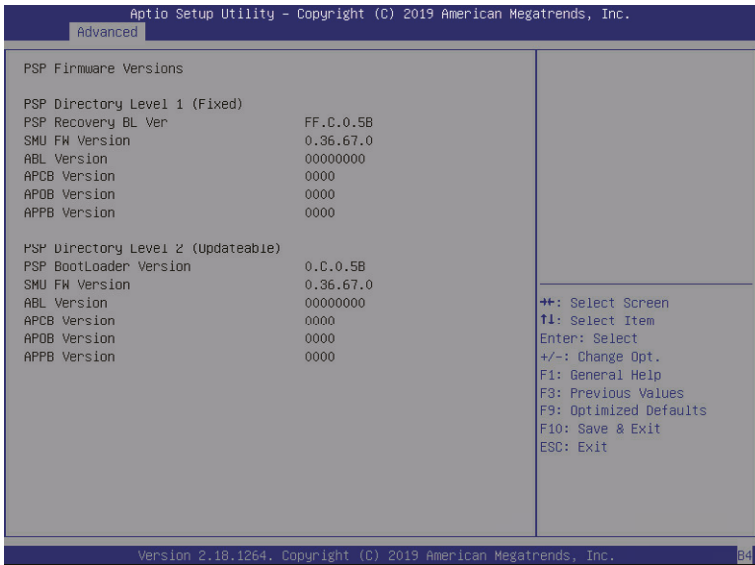 Aptio Setup Utility – Copyright (C) 2019 American Megatrends, Inc.
Advanced
PSP Firmware Versions
PSP Directory Level 1 (Fixed)
PSP Recovery BL Ver FF.C.0.5B
SMU FW Version 0.36.67.0
ABL Version 00000000
APCB Version 0000
APOB Version 0000
APPB Version 0000
PSP Directory Level 2 (Updateable)
PSP BootLoader Version 0.C.0.5B
SMU FW Version 0.36.67.0
ABL Version 00000000
APCB Version 0000
APOB Version 0000
APPB Version 0000
→←: Select Screen
↑↓: Select Item
Enter: Select
+/-: Change Opt.
F1: General Help
F3: Previous Values
F9: Optimized Defaults
F10: Save & Exit
ESC: Exit
Version 2.18.1264. Copyright (C) 2019 American Megatrends, Inc.
B4